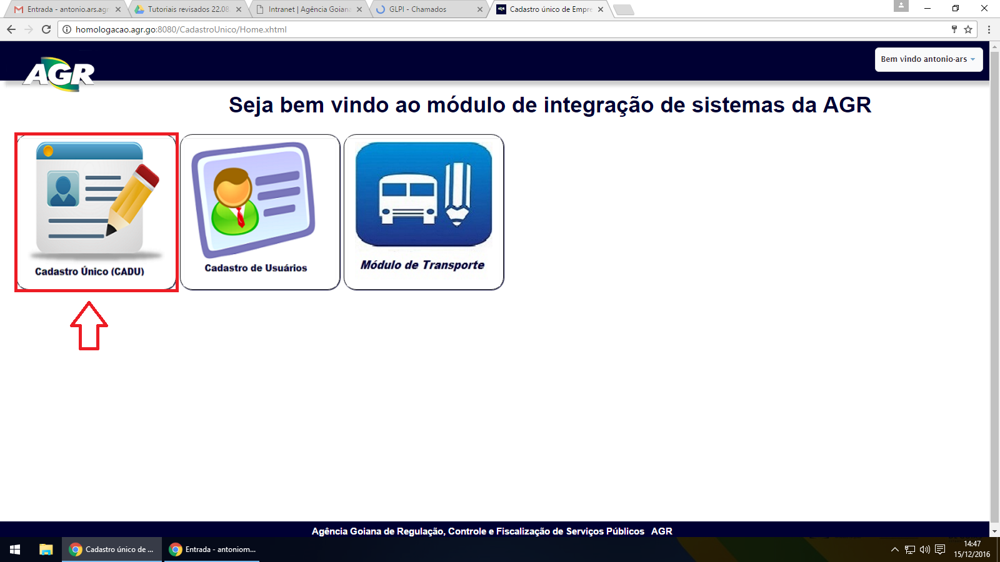 Entrada - antonio.ars.agr
Tutoriais revisados 22.08
Intranet | Agência Goiana
GLPI - Chamados
Cadastro único de Empre
homologacao.agr.go:8080/CadastroUnico/Home.xhtml
AGR
Bem vindo antonio-ars
Seja bem vindo ao módulo de integração de sistemas da AGR
Cadastro Único (CADU)
Cadastro de Usuários
Módulo de Transporte
Agência Goiana de Regulação, Controle e Fiscalização de Serviços Públicos AGR
Cadastro único de ...
Entrada - antoniom...
14:47
15/12/2016